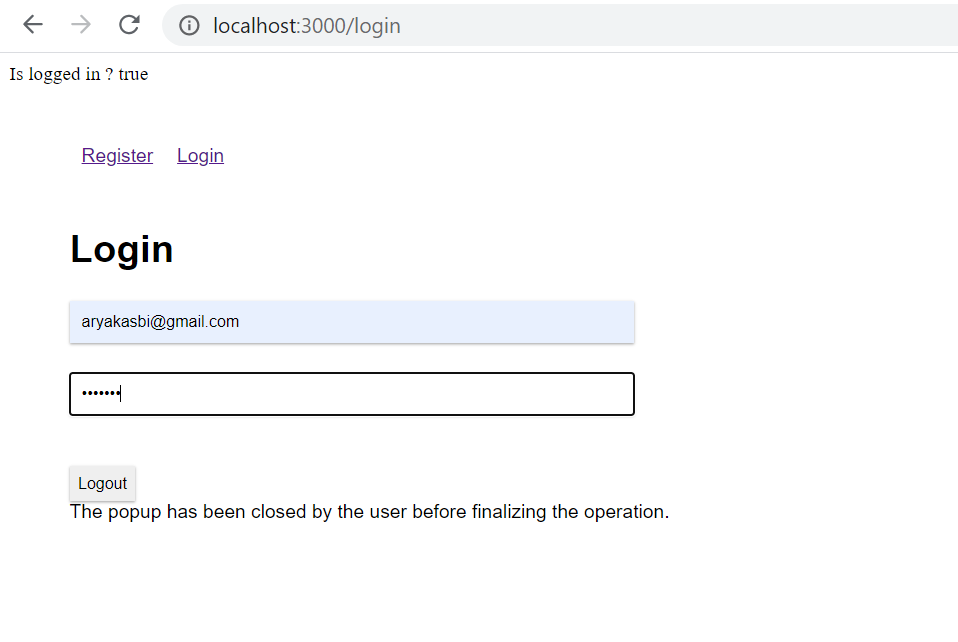 localhost:3000/login
Is logged in ? true
Register Login
Login
aryakasbi@gmail.com
•••••••
Logout
The popup has been closed by the user before finalizing the operation.